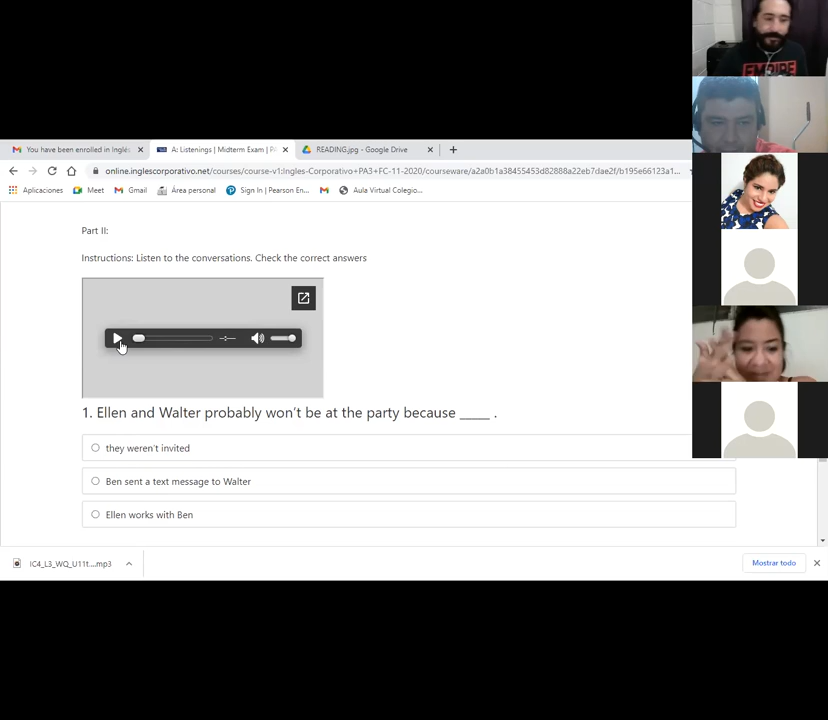 EMPIRE
You have been enrolled in Inglés
A: Listenings | Midterm Exam | PA
READING.jpg - Google Drive
online.inglescorporativo.net/courses/course-v1:Ingles-Corporativo+PA3+FC-11-2020/courseware/a2a0b1a38455453d82888a22eb7dae2f/b195e66123a1...
Aplicaciones Meet Gmail Área personal Sign In | Pearson En... Aula Virtual Colegio...
Part II:
Instructions: Listen to the conversations. Check the correct answers
-:--
1. Ellen and Walter probably won't be at the party because _____ .
they weren't invited
Ben sent a text message to Walter
Ellen works with Ben
IC4_L3_WQ_U11t....mp3
Mostrar todo